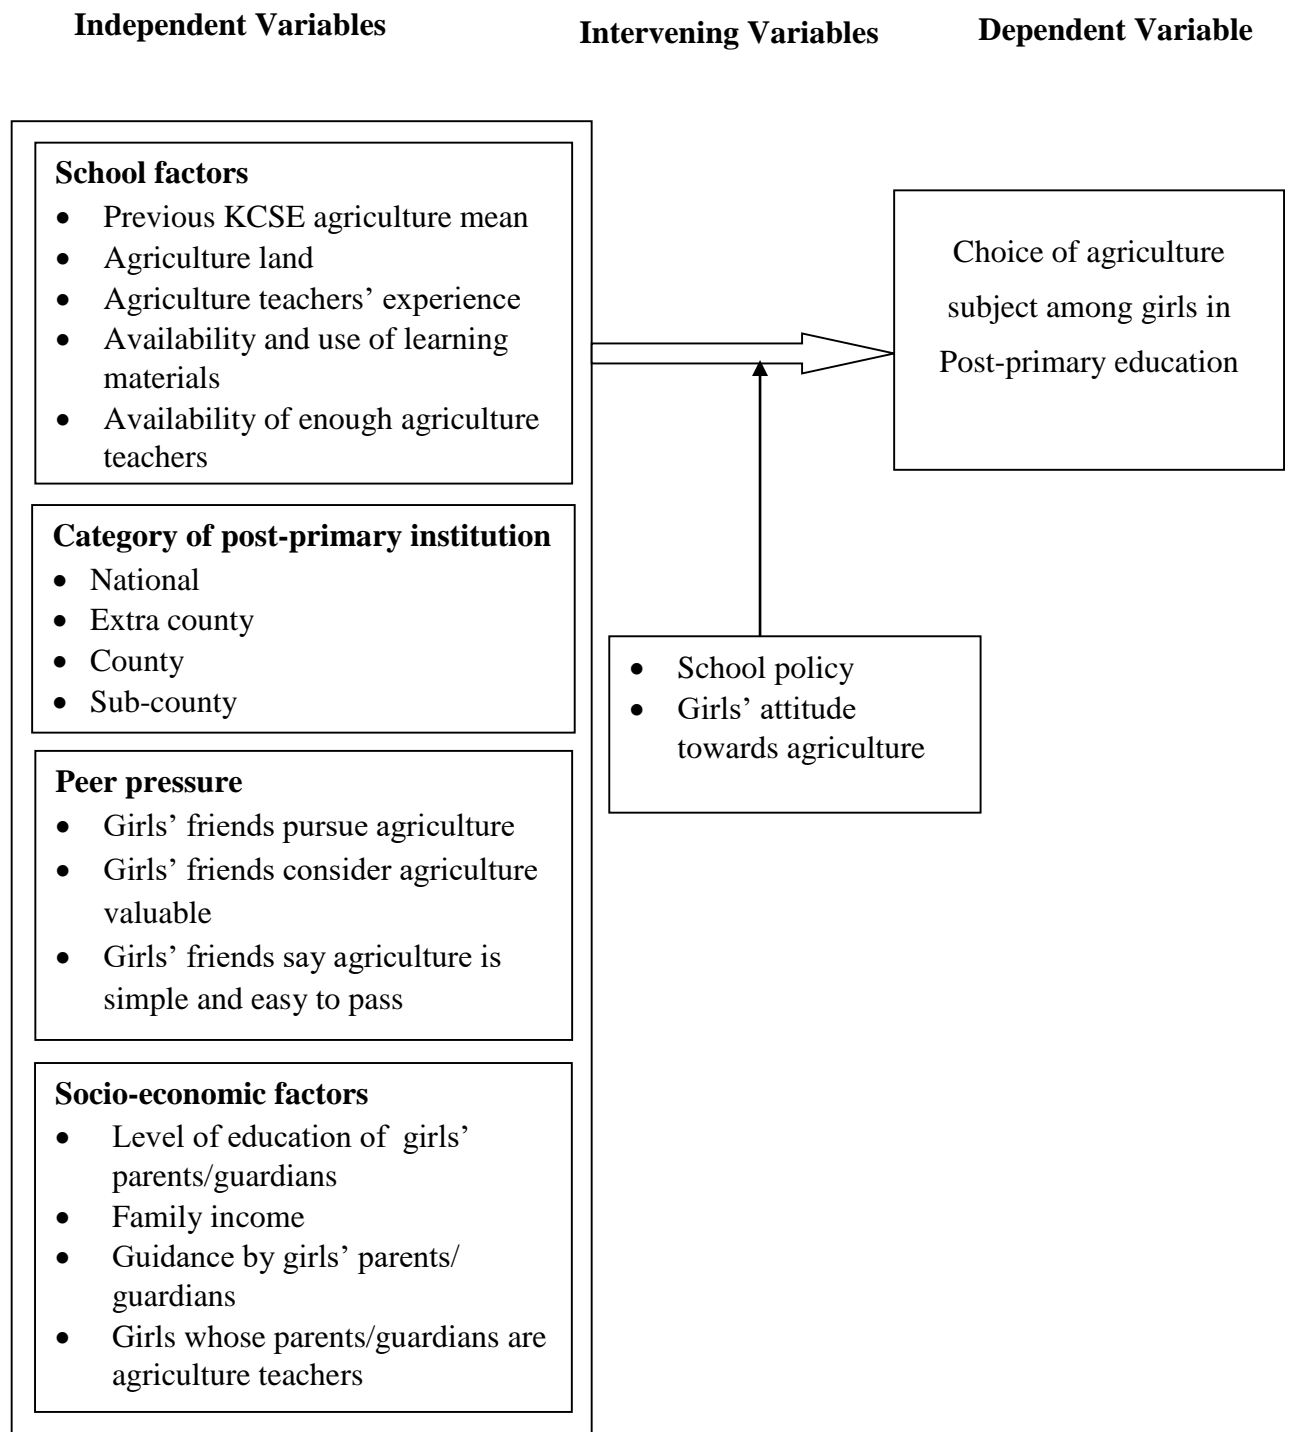 Independent Variables
Intervening Variables
Dependent Variable
School factors
• Previous KCSE agriculture mean
• Agriculture land
• Agriculture teachers’ experience
• Availability and use of learning
materials
• Availability of enough agriculture
teachers
Category of post-primary institution
• National
• Extra county
• County
• Sub-county
Peer pressure
• Girls’ friends pursue agriculture
• Girls’ friends consider agriculture
valuable
• Girls’ friends say agriculture is
simple and easy to pass
Socio-economic factors
• Level of education of girls’
parents/guardians
• Family income
• Guidance by girls’ parents/
guardians
• Girls whose parents/guardians are
agriculture teachers
• School policy
• Girls’ attitude
towards agriculture
Choice of agriculture
subject among girls in
Post-primary education